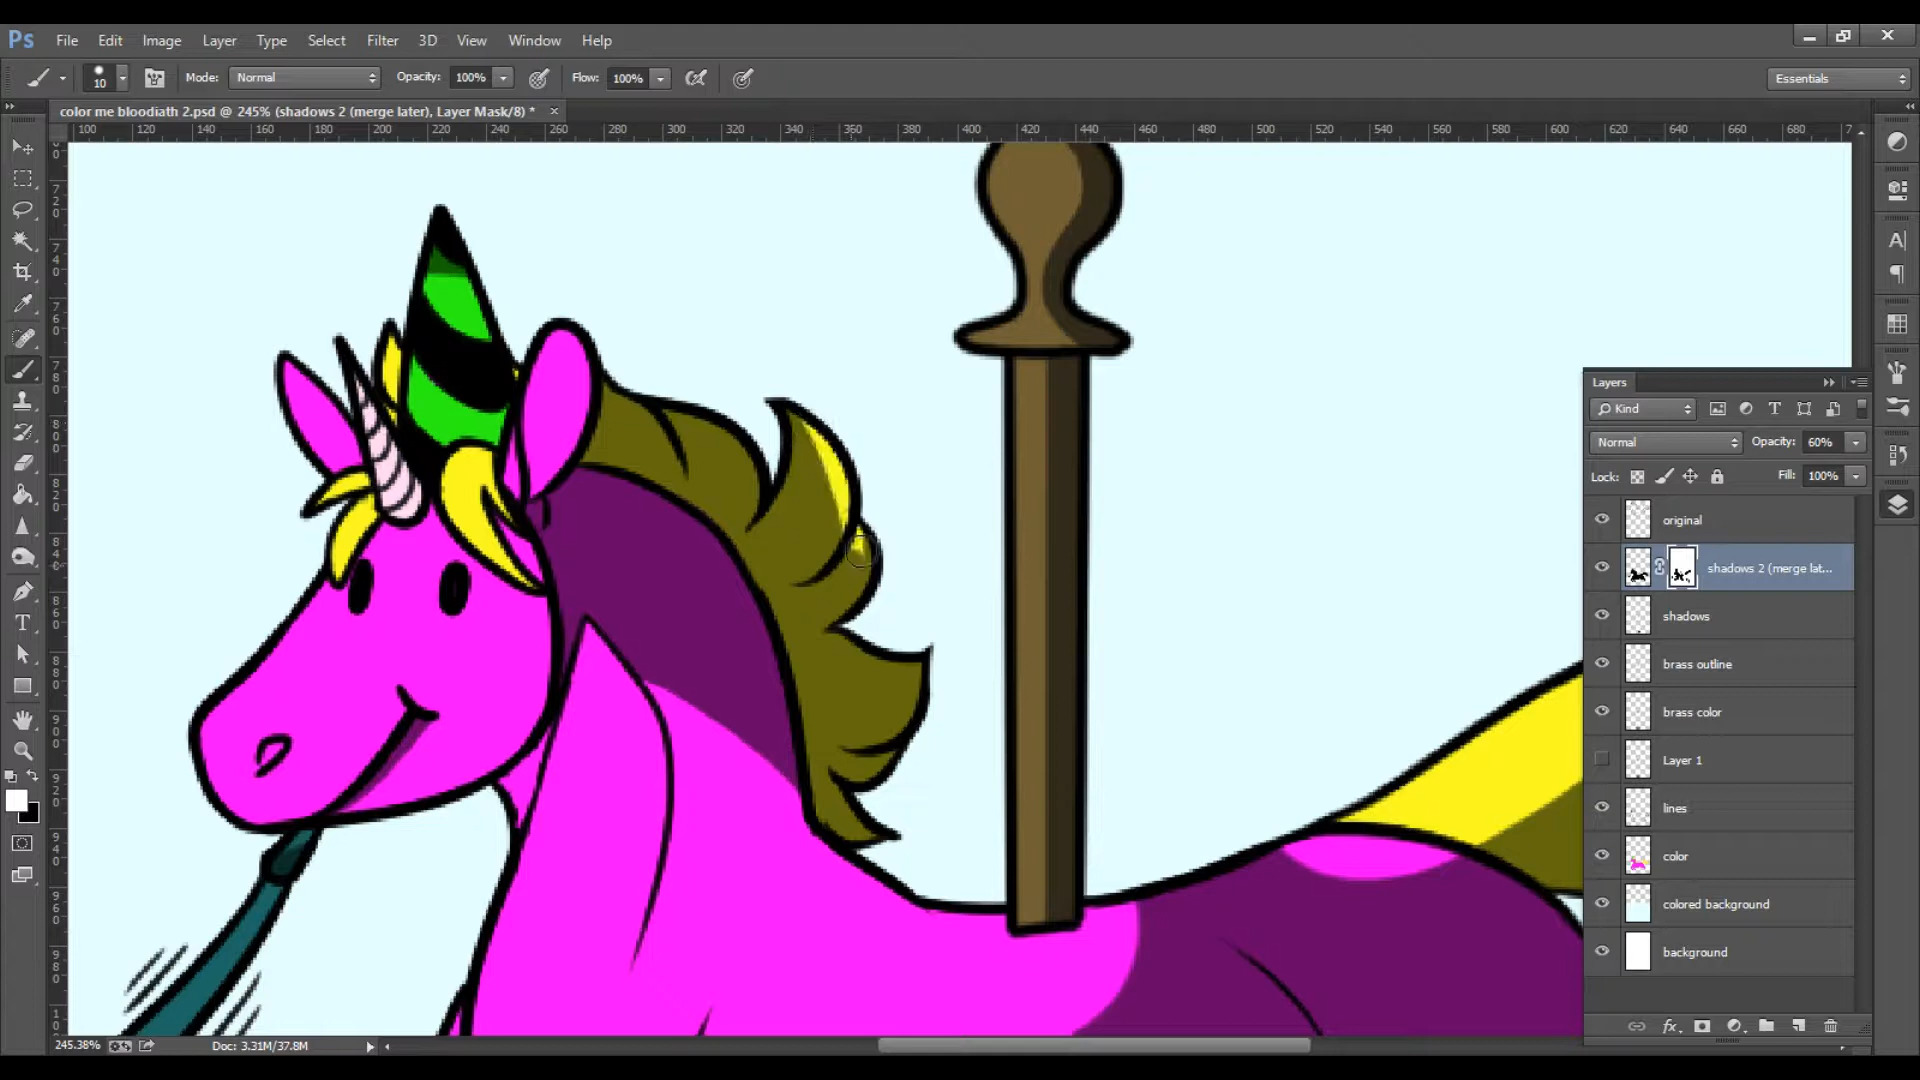 Ps File Edit Image Layer Type Select Filter 3D View Window Help
10 Mode: Normal Opacity: 100% Flow: 100% Essentials
color me bloodiath 2.psd @ 245% (shadows 2 (merge later), Layer Mask/8) *
100 120 140 160 180 200 220 240 260 280 300 320 340 360 380 400 420 440 460 480 500 520 540 560 580 600 620 640 660 680 7
Layers
Kind
Normal Opacity: 60%
Lock: Fill: 100%
original
shadows 2 (merge lat...
shadows
brass outline
brass color
Layer 1
lines
color
colored background
background
245.38% Doc: 3.31M/37.8M